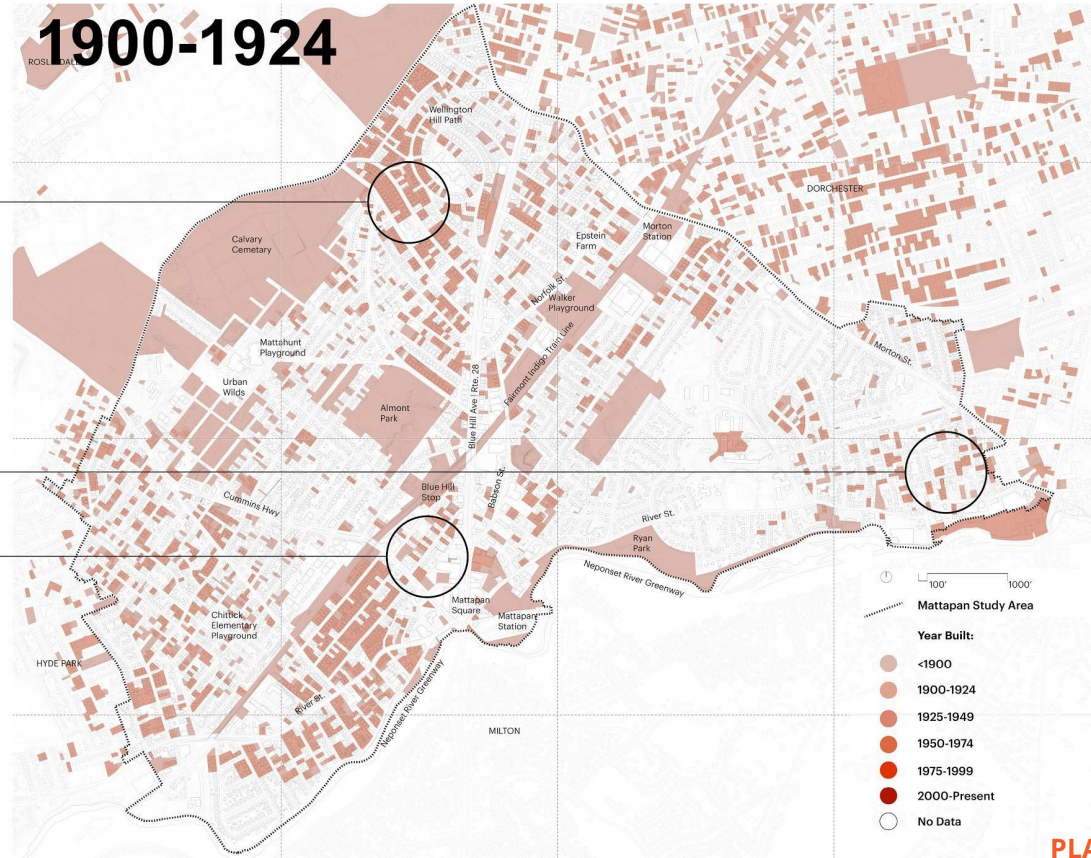 1900-1924
ROSLINDALE
Wellington
Hill Path
DORCHESTER
Calvary
Cemetary
Epstein
Farm
Morton
Station
Norfolk St.
Walker
Playground
Fairmont Indigo Train Line
Mattahunt
Playground
Morton St.
Urban
Wilds
Blue Hill Ave | Rte. 28
Almont
Park
Blue Hill
Stop
Babson St.
Cummins Hwy
River St.
Ryan
Park
Neponset River Greenway
Mattapan
Square
Mattapan
Station
Chittick
Elementary
Playground
HYDE PARK
River St.
Neponset River Greenway
MILTON
100'
1000'
Mattapan Study Area
Year Built:
<1900
1900-1924
1925-1949
1950-1974
1975-1999
2000-Present
No Data
PLA